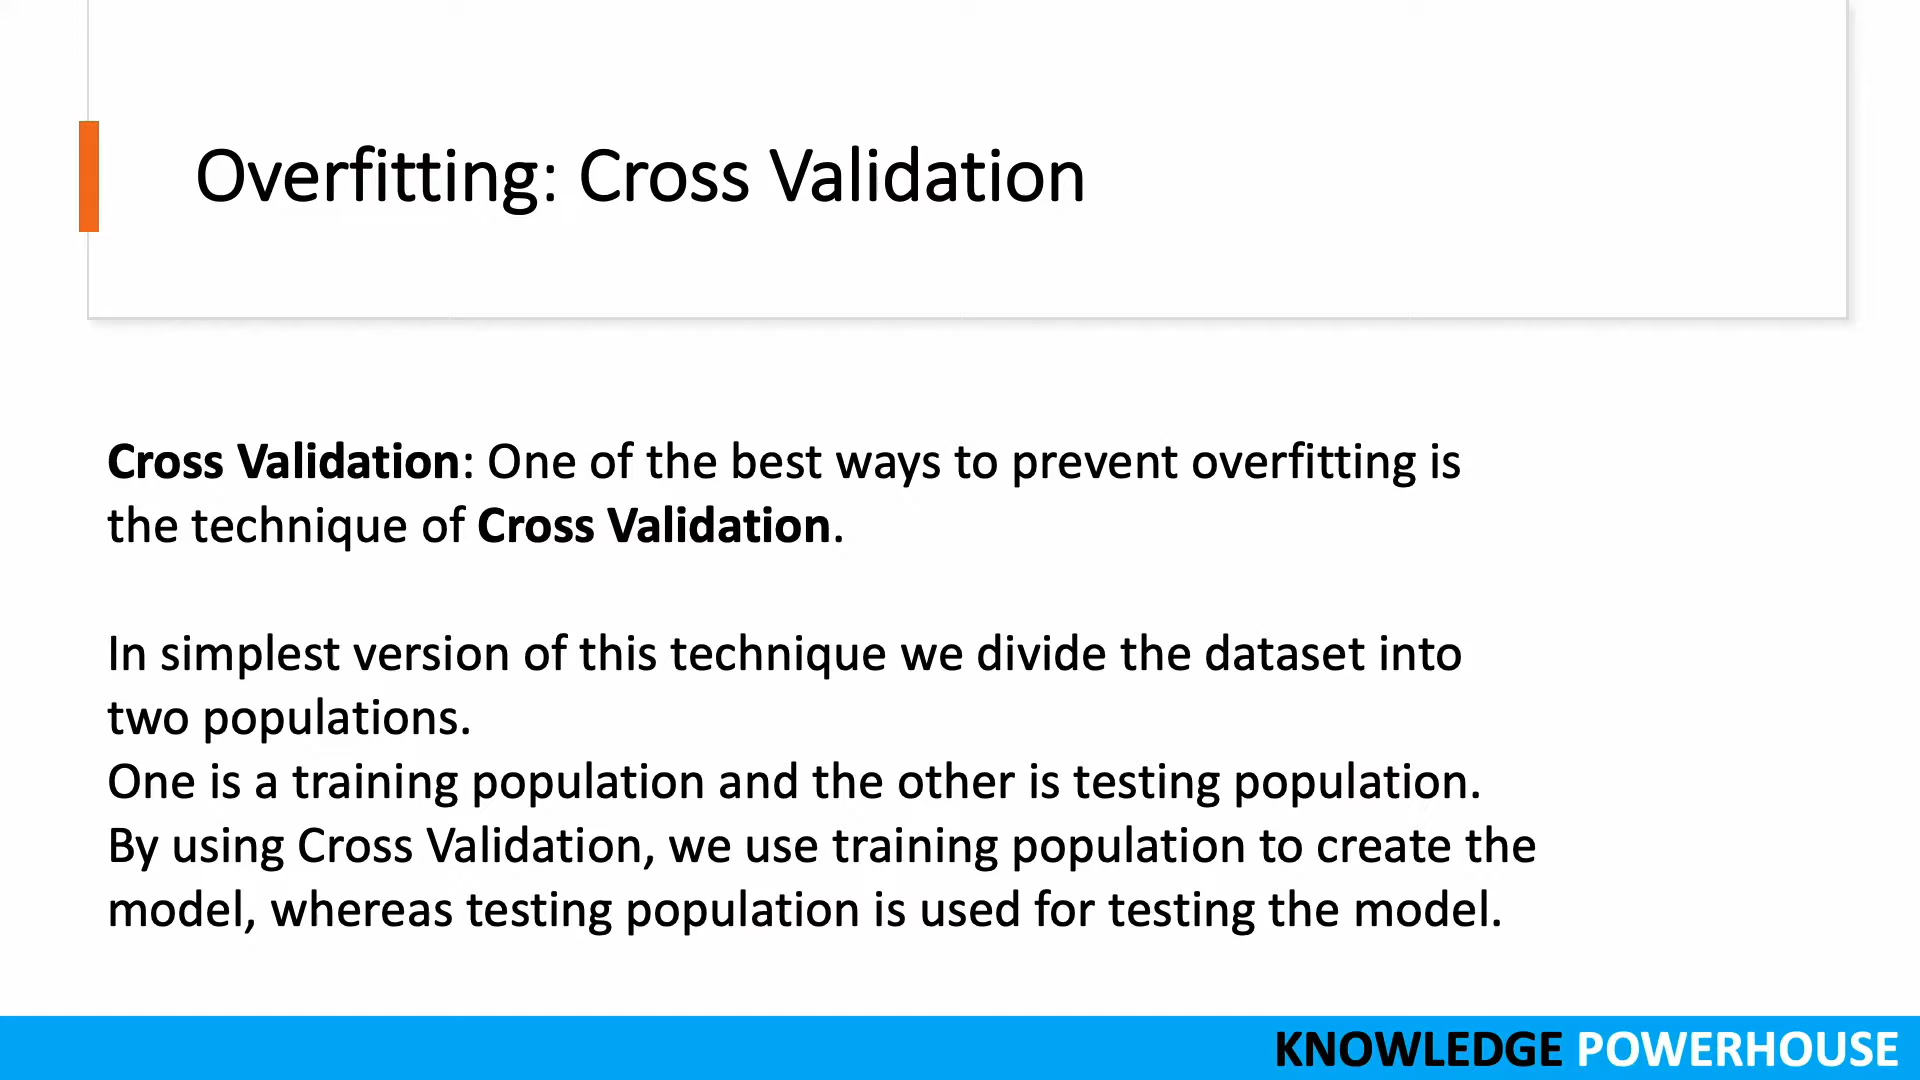 Overfitting: Cross Validation
Cross Validation: One of the best ways to prevent overfitting is
the technique of Cross Validation.
In simplest version of this technique we divide the dataset into
two populations.
One is a training population and the other is testing population.
By using Cross Validation, we use training population to create the
model, whereas testing population is used for testing the model.
KNOWLEDGE POWERHOUSE